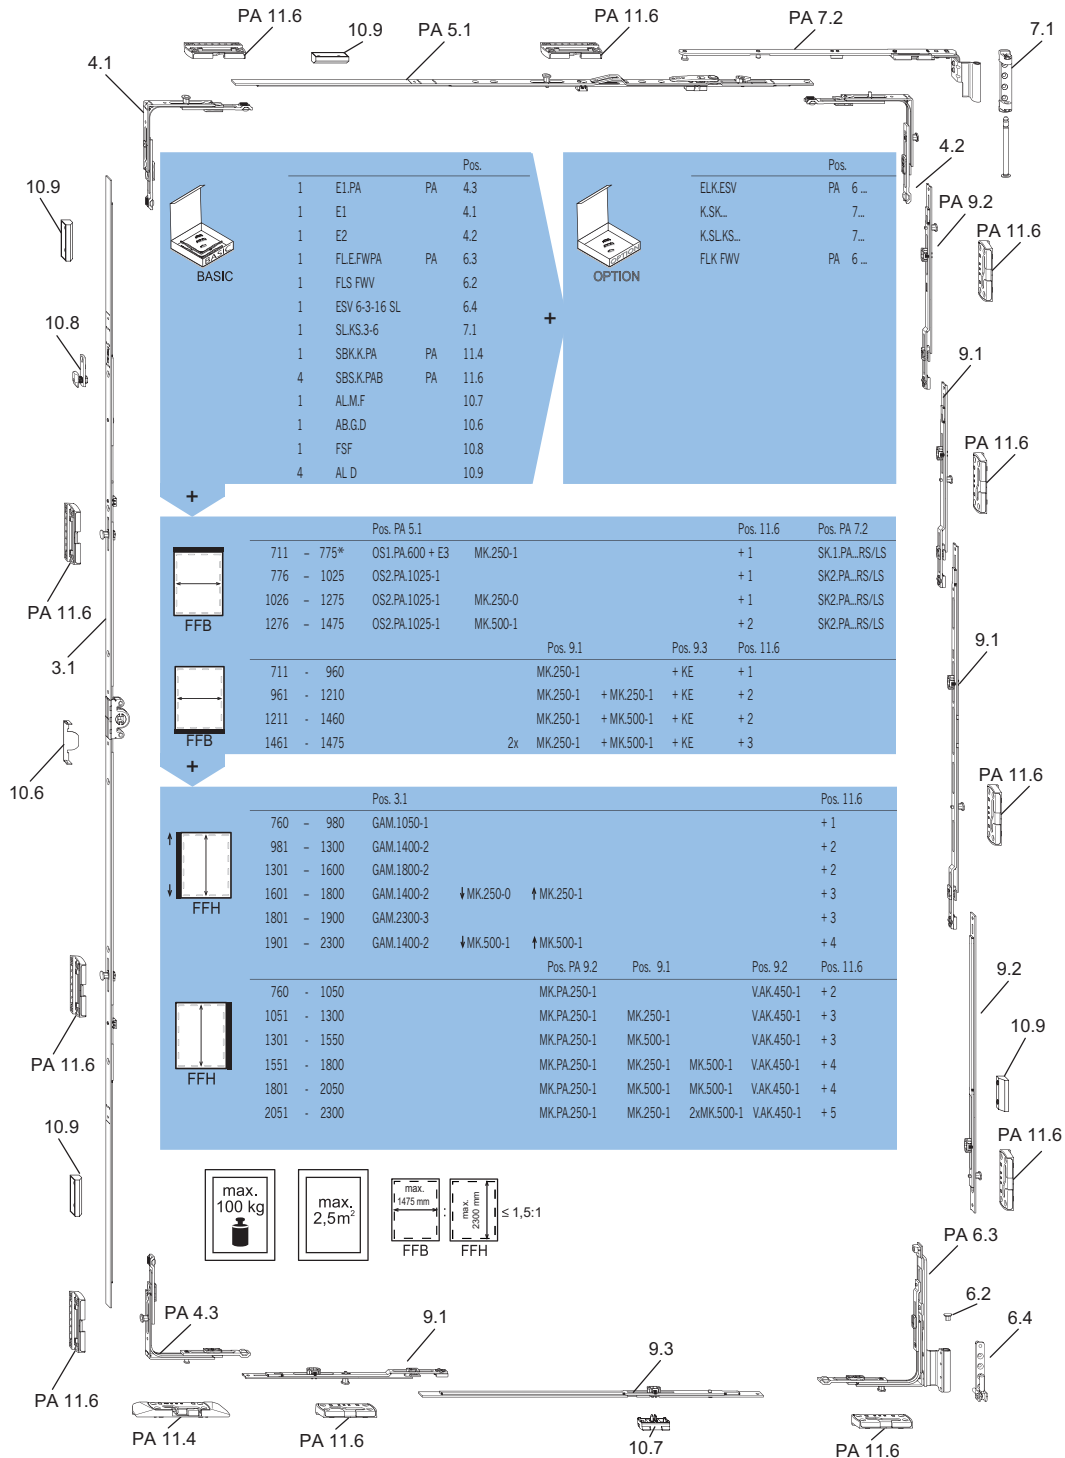 PA 11.6
10.9
PA 5.1
PA 11.6
PA 7.2
7.1
4.1
4.2
10.9
PA 9.2
PA 11.6
10.8
9.1
PA 11.6
PA 11.6
3.1
9.1
10.6
PA 11.6
PA 11.6
9.2
10.9
10.9
PA 11.6
PA 6.3
6.2
6.4
PA 4.3
9.1
9.3
PA 11.6
PA 11.4
PA 11.6
10.7
PA 11.6
BASIC
BASIC
Pos.
1 E1.PA PA 4.3
1 E1 4.1
1 E2 4.2
1 FL.E.FWPA PA 6.3
1 FLS FWV 6.2
1 ESV 6-3-16 SL 6.4
1 SL.KS.3-6 7.1
1 SBK.K.PA PA 11.4
4 SBS.K.PAB PA 11.6
1 AL.M.F 10.7
1 AB.G.D 10.6
1 FSF 10.8
4 AL D 10.9
+
OPTION
OPTION
Pos.
ELK.ESV PA 6 ...
K.SK... 7...
K.SL.KS... 7...
FLK FWV PA 6 ...
+
FFB
Pos. PA 5.1 Pos. 11.6 Pos. PA 7.2
711 – 775* OS1.PA.600 + E3 MK.250-1 + 1 SK.1.PA...RS/LS
776 – 1025 OS2.PA.1025-1 + 1 SK2.PA...RS/LS
1026 – 1275 OS2.PA.1025-1 MK.250-0 + 1 SK2.PA...RS/LS
1276 – 1475 OS2.PA.1025-1 MK.500-1 + 2 SK2.PA...RS/LS
FFB
Pos. 9.1 Pos. 9.3 Pos. 11.6
711 - 960 MK.250-1 + KE + 1
961 - 1210 MK.250-1 + MK.250-1 + KE + 2
1211 - 1460 MK.250-1 + MK.500-1 + KE + 2
1461 - 1475 2x MK.250-1 + MK.500-1 + KE + 3
+
FFH
Pos. 3.1 Pos. 11.6
760 – 980 GAM.1050-1 + 1
981 – 1300 GAM.1400-2 + 2
1301 – 1600 GAM.1800-2 + 2
1601 – 1800 GAM.1400-2 ↓MK.250-0 ↑MK.250-1 + 3
1801 – 1900 GAM.2300-3 + 3
1901 – 2300 GAM.1400-2 ↓MK.500-1 ↑MK.500-1 + 4
FFH
Pos. PA 9.2 Pos. 9.1 Pos. 9.2 Pos. 11.6
760 - 1050 MK.PA.250-1 V.AK.450-1 + 2
1051 - 1300 MK.PA.250-1 MK.250-1 V.AK.450-1 + 3
1301 - 1550 MK.PA.250-1 MK.500-1 V.AK.450-1 + 3
1551 - 1800 MK.PA.250-1 MK.250-1 MK.500-1 V.AK.450-1 + 4
1801 - 2050 MK.PA.250-1 MK.500-1 MK.500-1 V.AK.450-1 + 4
2051 - 2300 MK.PA.250-1 MK.250-1 2xMK.500-1 V.AK.450-1 + 5
max.
100 kg
max.
2,5m²
max.
1475 mm
FFB
:
max.
2300 mm
FFH
≤ 1,5:1